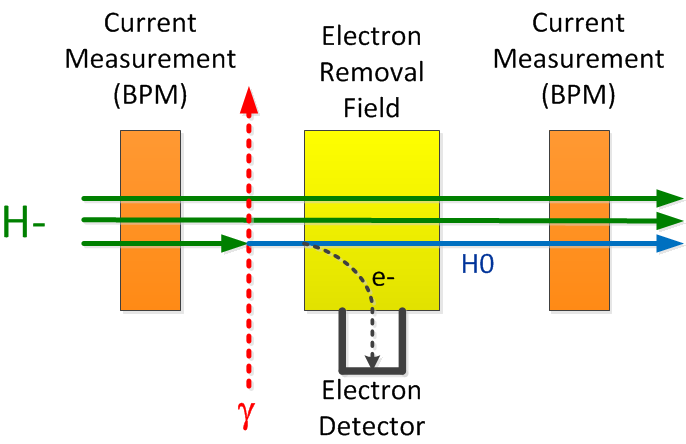 Current
Measurement
(BPM)
Electron
Removal
Field
Current
Measurement
(BPM)
H-
e-
H0
γ
Electron
Detector